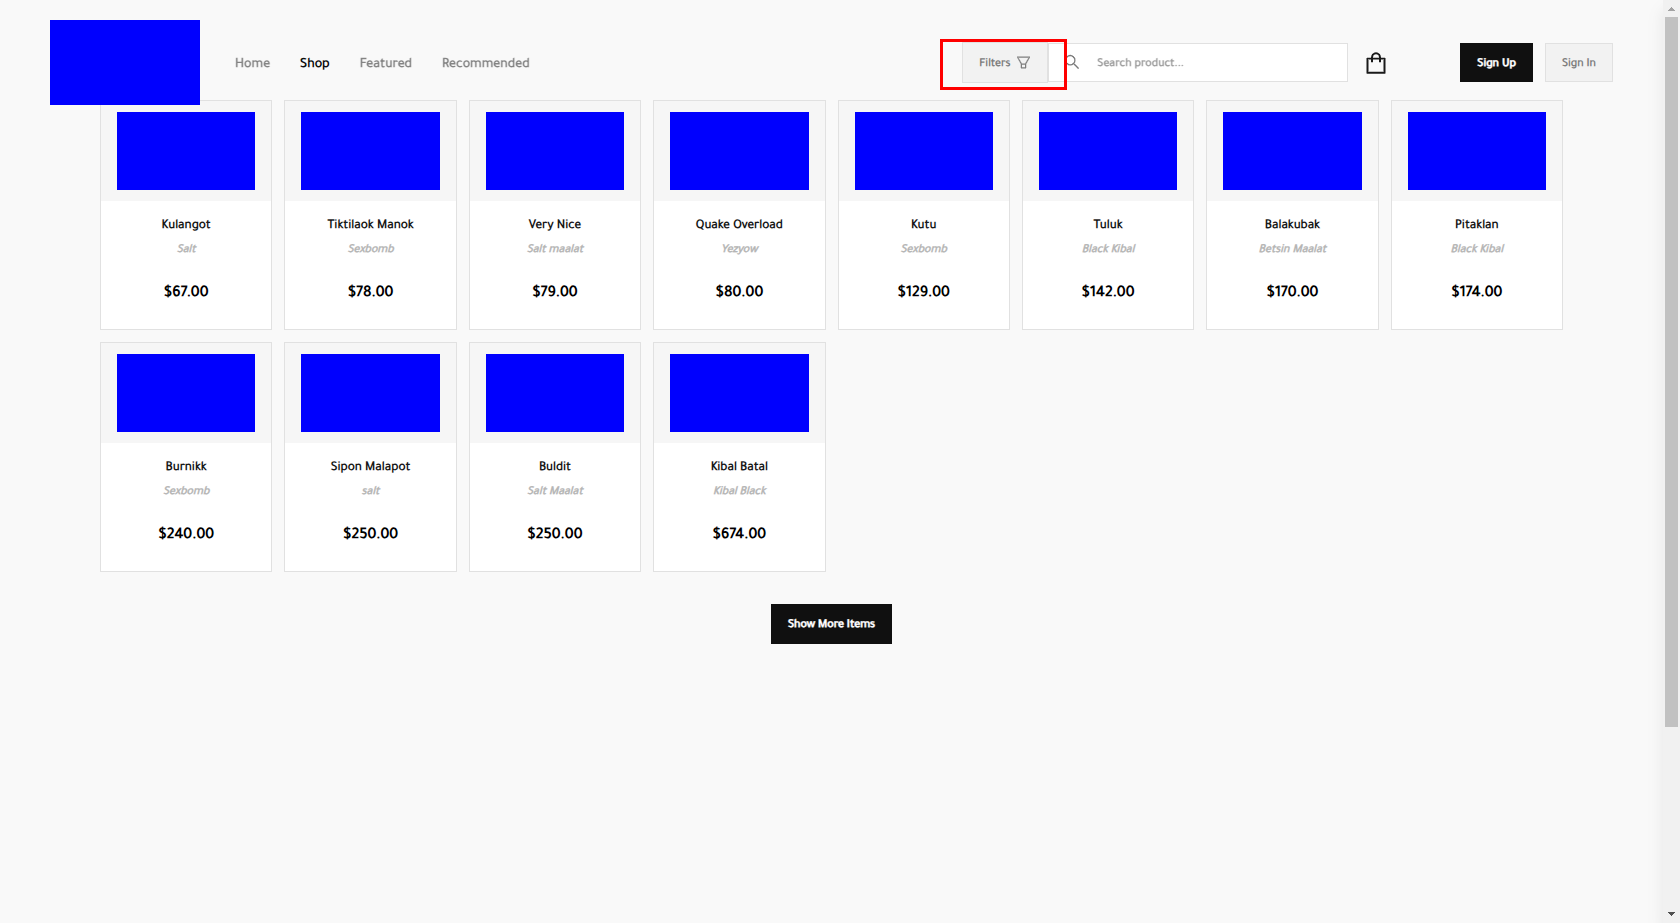 Home Shop Featured Recommended Filters Search product... Sign Up Sign In
Kulangot Tiktilaok Manok Very Nice Quake Overload Kutu Tuluk Balakubak Pitaklan
Salt Sexbomb Salt maalat Yezyow Sexbomb Black Kibal Betsin Maalat Black Kibal
$67.00 $78.00 $79.00 $80.00 $129.00 $142.00 $170.00 $174.00
Burnikk Sipon Malapot Buldit Kibal Batal
Sexbomb salt Salt Maalat Kibal Black
$240.00 $250.00 $250.00 $674.00
Show More Items